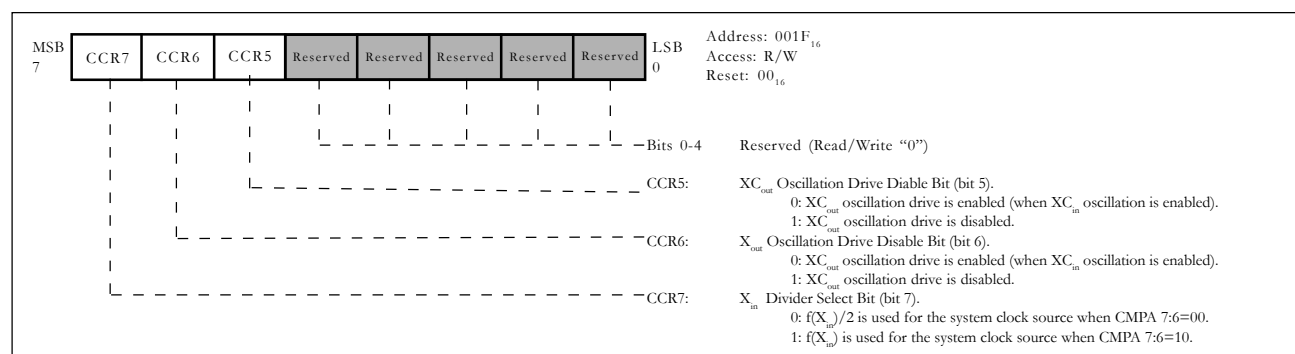 MSB
7
CCR7 CCR6 CCR5 Reserved Reserved Reserved Reserved Reserved
LSB
0
Address: 001F16
Access: R/W
Reset: 0016
Bits 0-4 Reserved (Read/Write “0”)
CCR5: XCout Oscillation Drive Diable Bit (bit 5).
0: XCout oscillation drive is enabled (when XCin oscillation is enabled).
1: XCout oscillation drive is disabled.
CCR6: Xout Oscillation Drive Disable Bit (bit 6).
0: XCout oscillation drive is enabled (when XCin oscillation is enabled).
1: XCout oscillation drive is disabled.
CCR7: Xin Divider Select Bit (bit 7).
0: f(Xin)/2 is used for the system clock source when CMPA 7:6=00.
1: f(Xin) is used for the system clock source when CMPA 7:6=10.